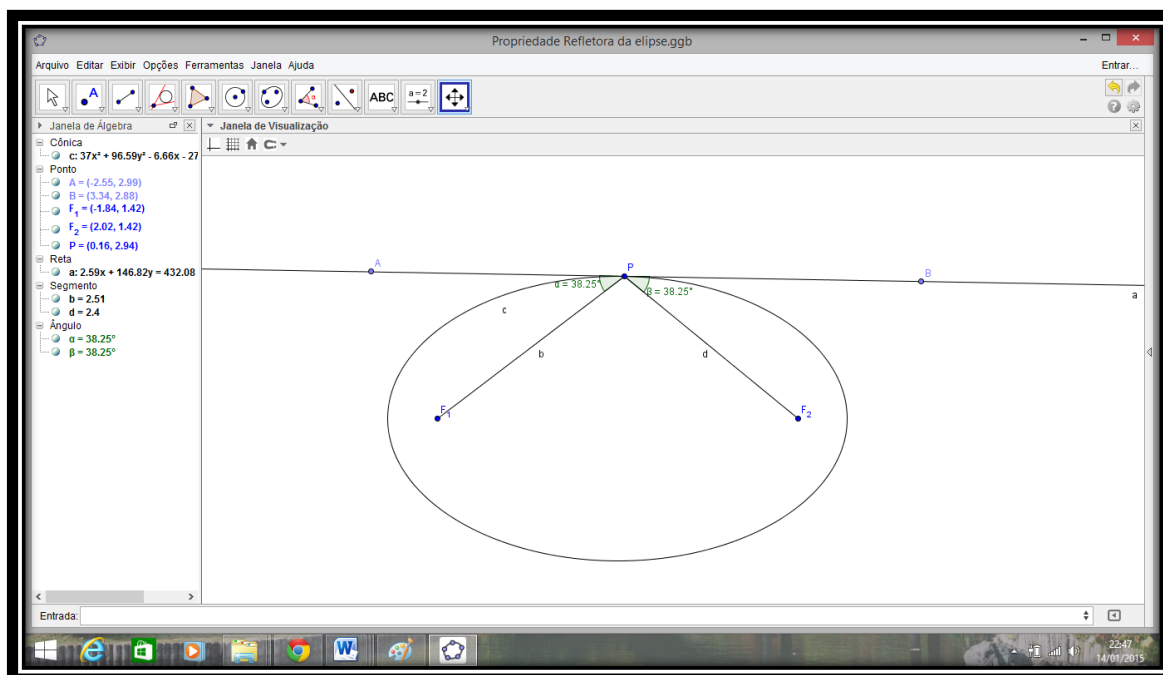 Propriedade Refletora da elipse.ggb
Arquivo Editar Exibir Opções Ferramentas Janela Ajuda
Entrar...
A
ABC
a = 2
Janela de Álgebra
Janela de Visualização
Cônica
c: 37x² + 96.59y² - 6.66x - 27
Ponto
A = (-2.55, 2.99)
B = (3.34, 2.88)
F₁ = (-1.84, 1.42)
F₂ = (2.02, 1.42)
P = (0.16, 2.94)
Reta
a: 2.59x + 146.82y = 432.08
Segmento
b = 2.51
d = 2.4
Ângulo
α = 38.25°
β = 38.25°
A
P
B
a
α = 38.25°
β = 38.25°
c
b
d
F₁
F₂
Entrada:
22:47
14/01/2015